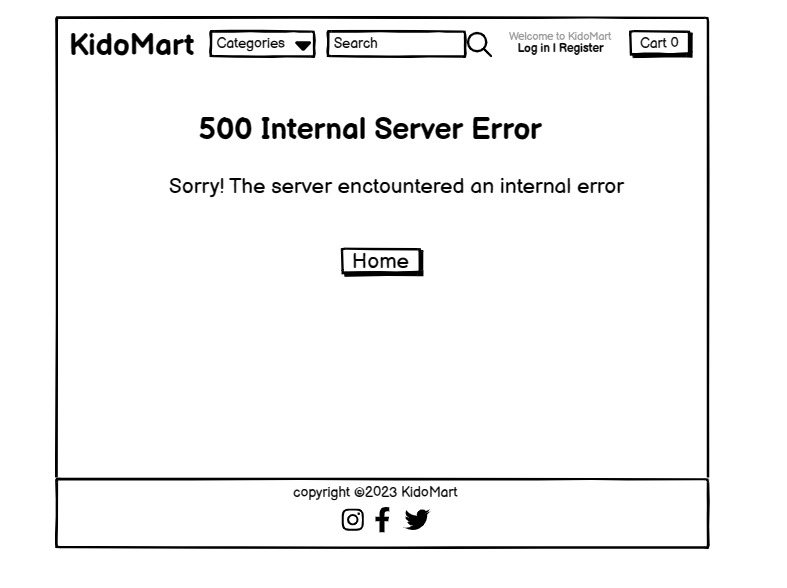 KidoMart Categories Search Welcome to KidoMart Cart 0
Log in I Register
500 Internal Server Error
Sorry! The server enctountered an internal error
Home
copyright ©2023 KidoMart